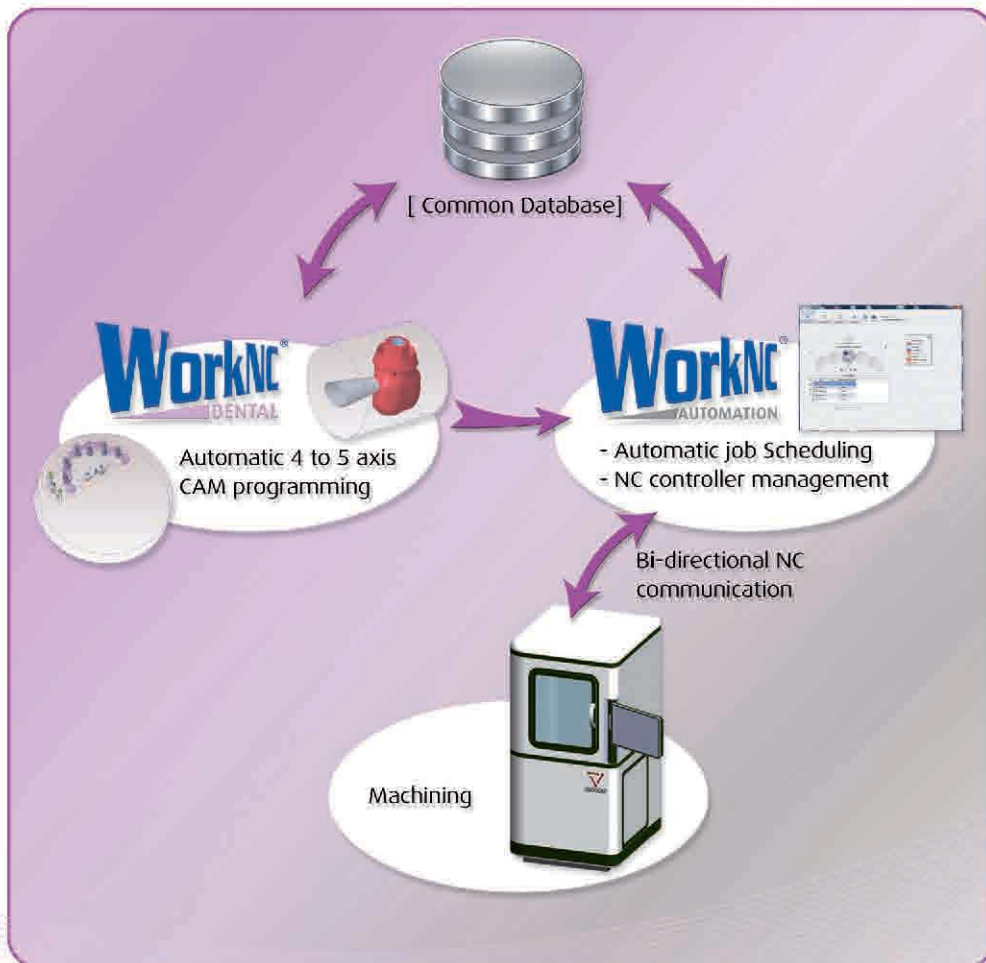 [ Common Database]
WorkNC®
DENTAL
Automatic 4 to 5 axis
CAM programming
WorkNC®
AUTOMATION
- Automatic job Scheduling
- NC controller management
Bi-directional NC
communication
Machining